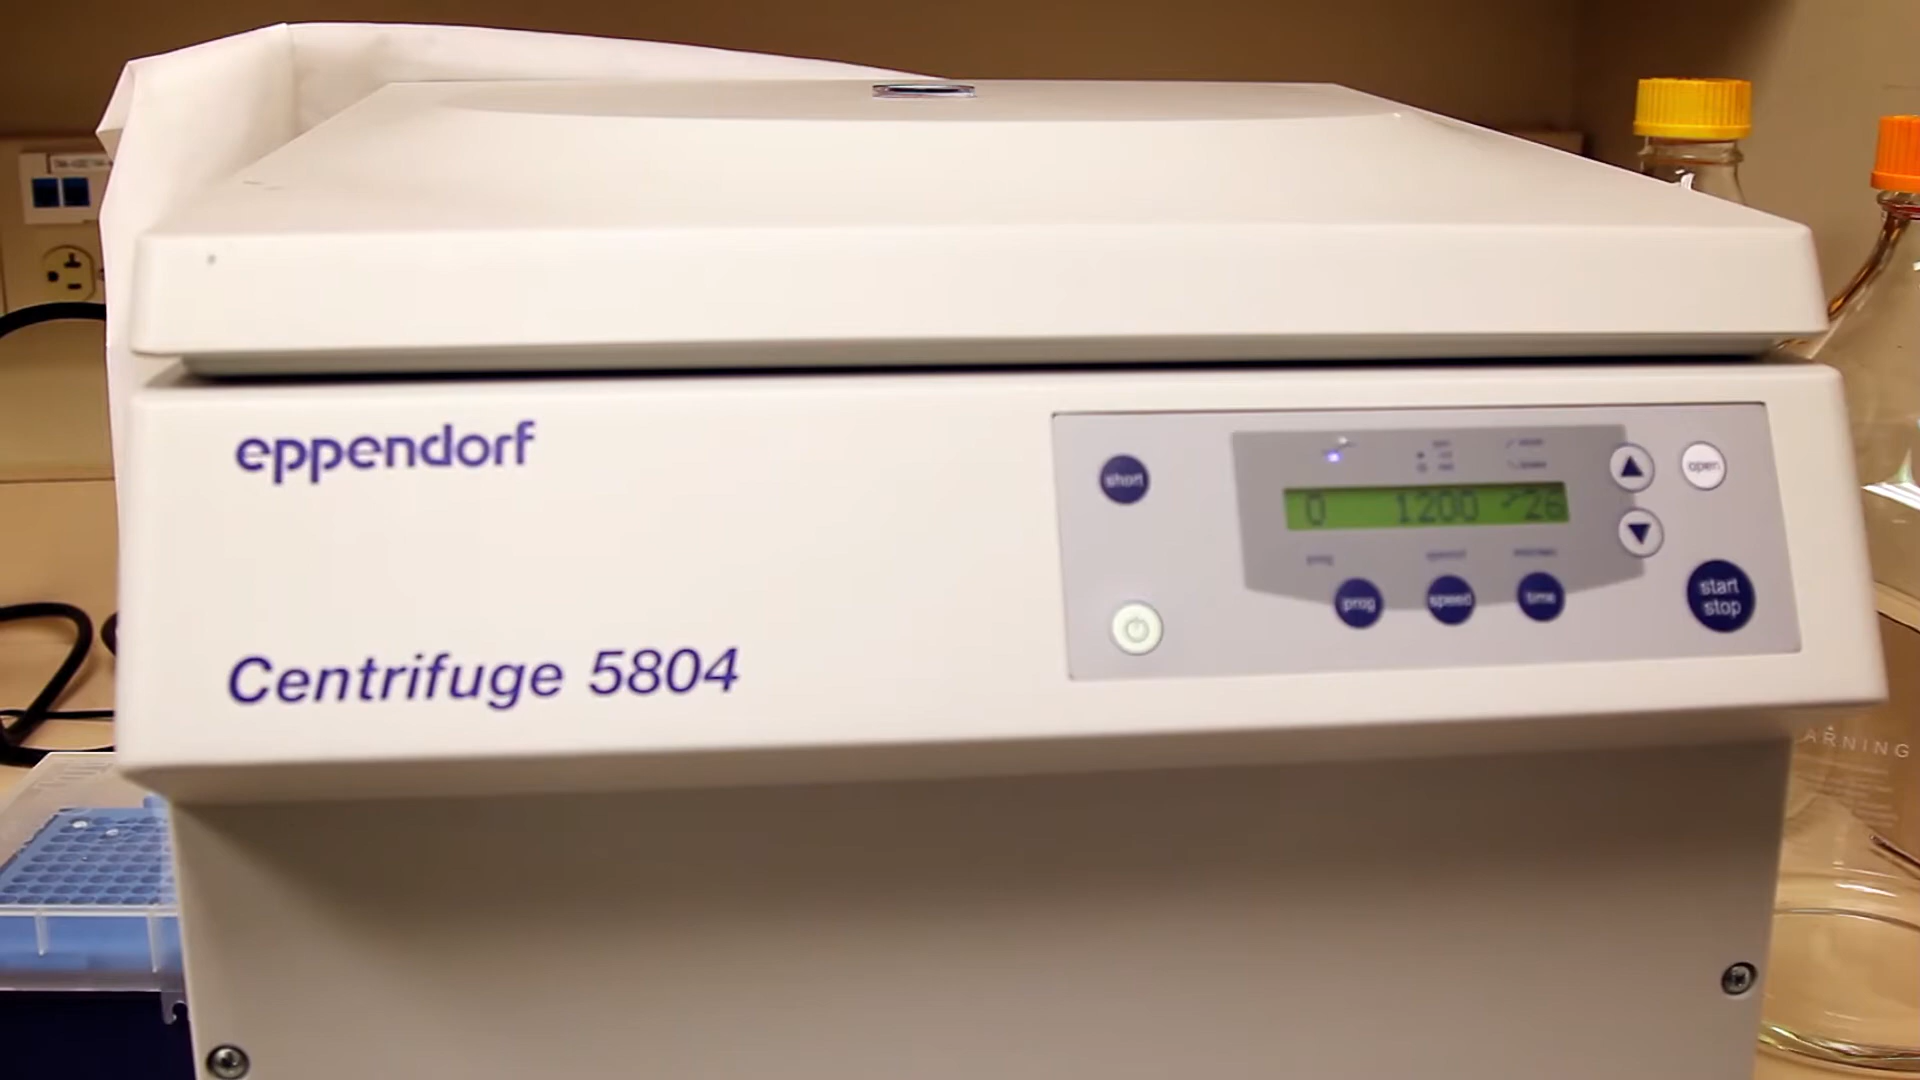 eppendorf
Centrifuge 5804
short
0 1200 26
prog speed time
open
start
stop
ARNING